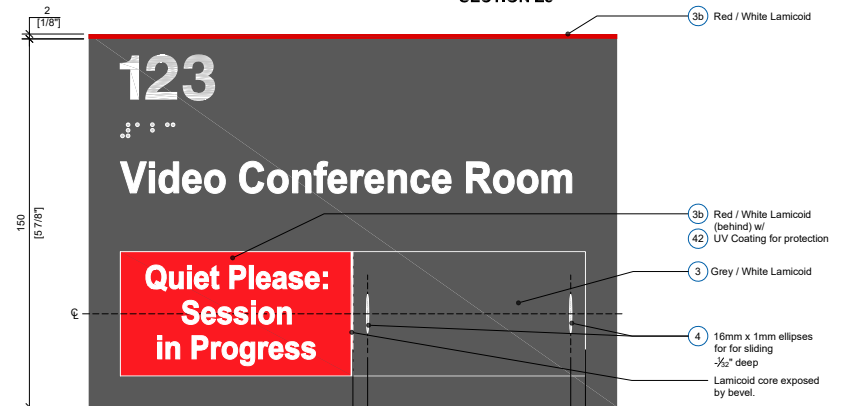 2
[1/8"]
3b Red / White Lamicoid
123
⠼⠁⠃⠉
Video Conference Room
150
[5 7/8"]
3b Red / White Lamicoid
(behind) w/
42 UV Coating for protection
Quiet Please:
Session
in Progress
3 Grey / White Lamicoid
℄
4 16mm x 1mm ellipses
for for sliding
-1/32" deep
Lamicoid core exposed
by bevel.